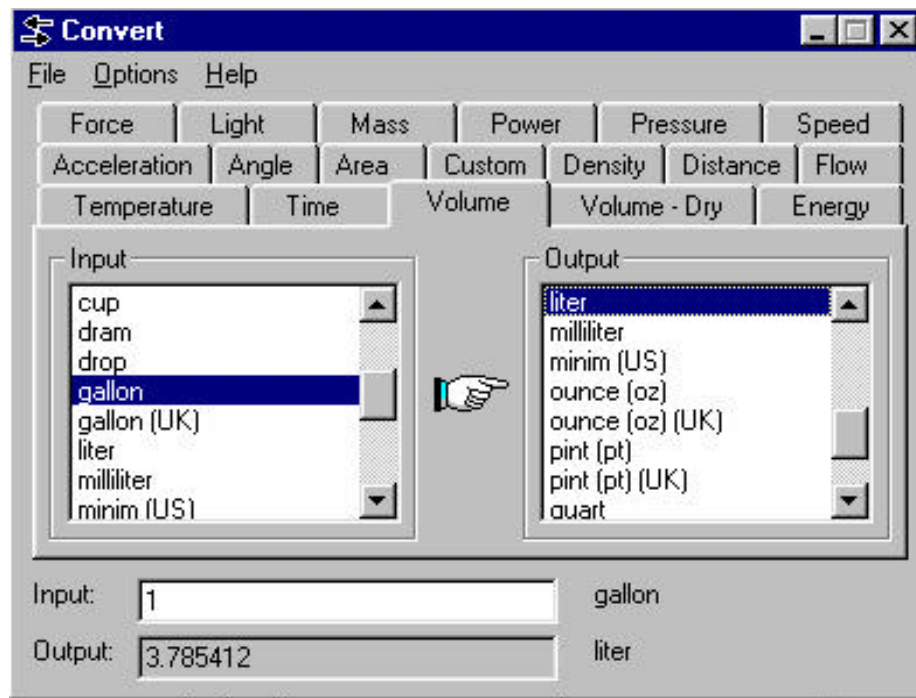 Convert
File Options Help
Force Light Mass Power Pressure Speed
Acceleration Angle Area Custom Density Distance Flow
Temperature Time Volume Volume - Dry Energy
Input
cup
dram
drop
gallon
gallon (UK)
liter
milliliter
minim (US)
Output
liter
milliliter
minim (US)
ounce (oz)
ounce (oz) (UK)
pint (pt)
pint (pt) (UK)
quart
Input: 1 gallon
Output: 3.785412 liter